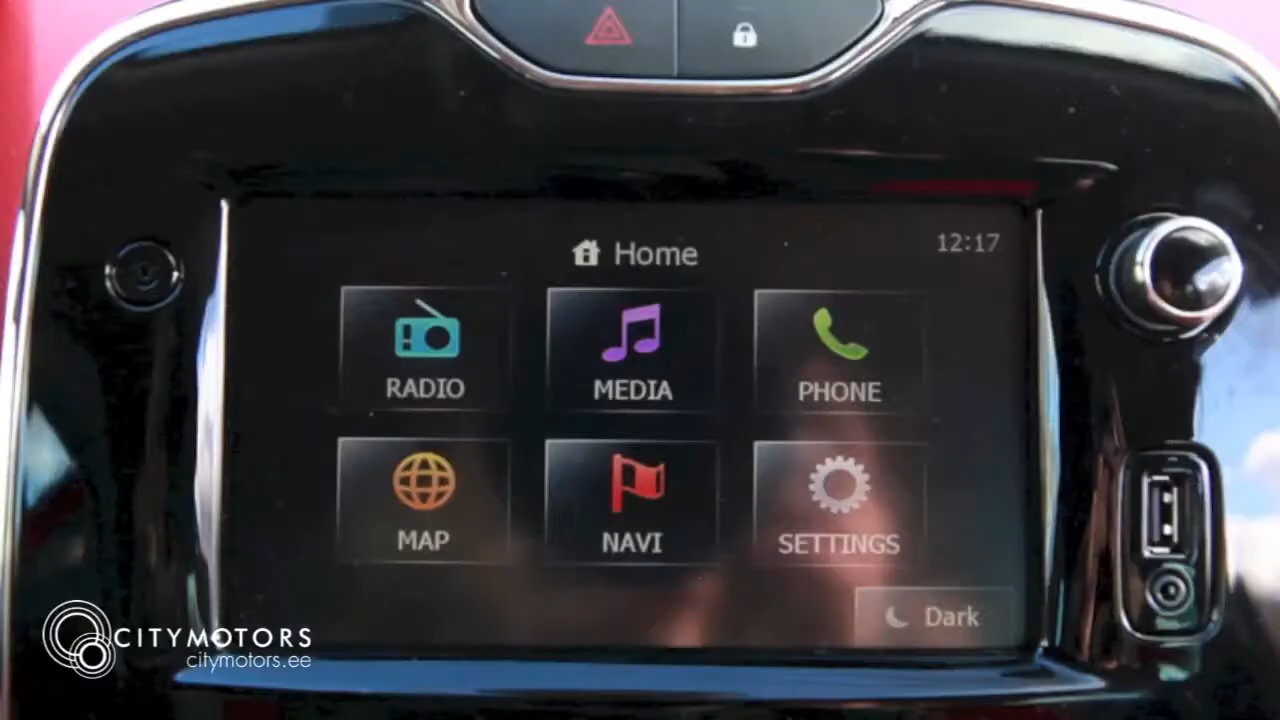 Home
12:17
RADIO
MEDIA
PHONE
MAP
NAVI
SETTINGS
Dark
CITYMOTORS
citymotors.ee